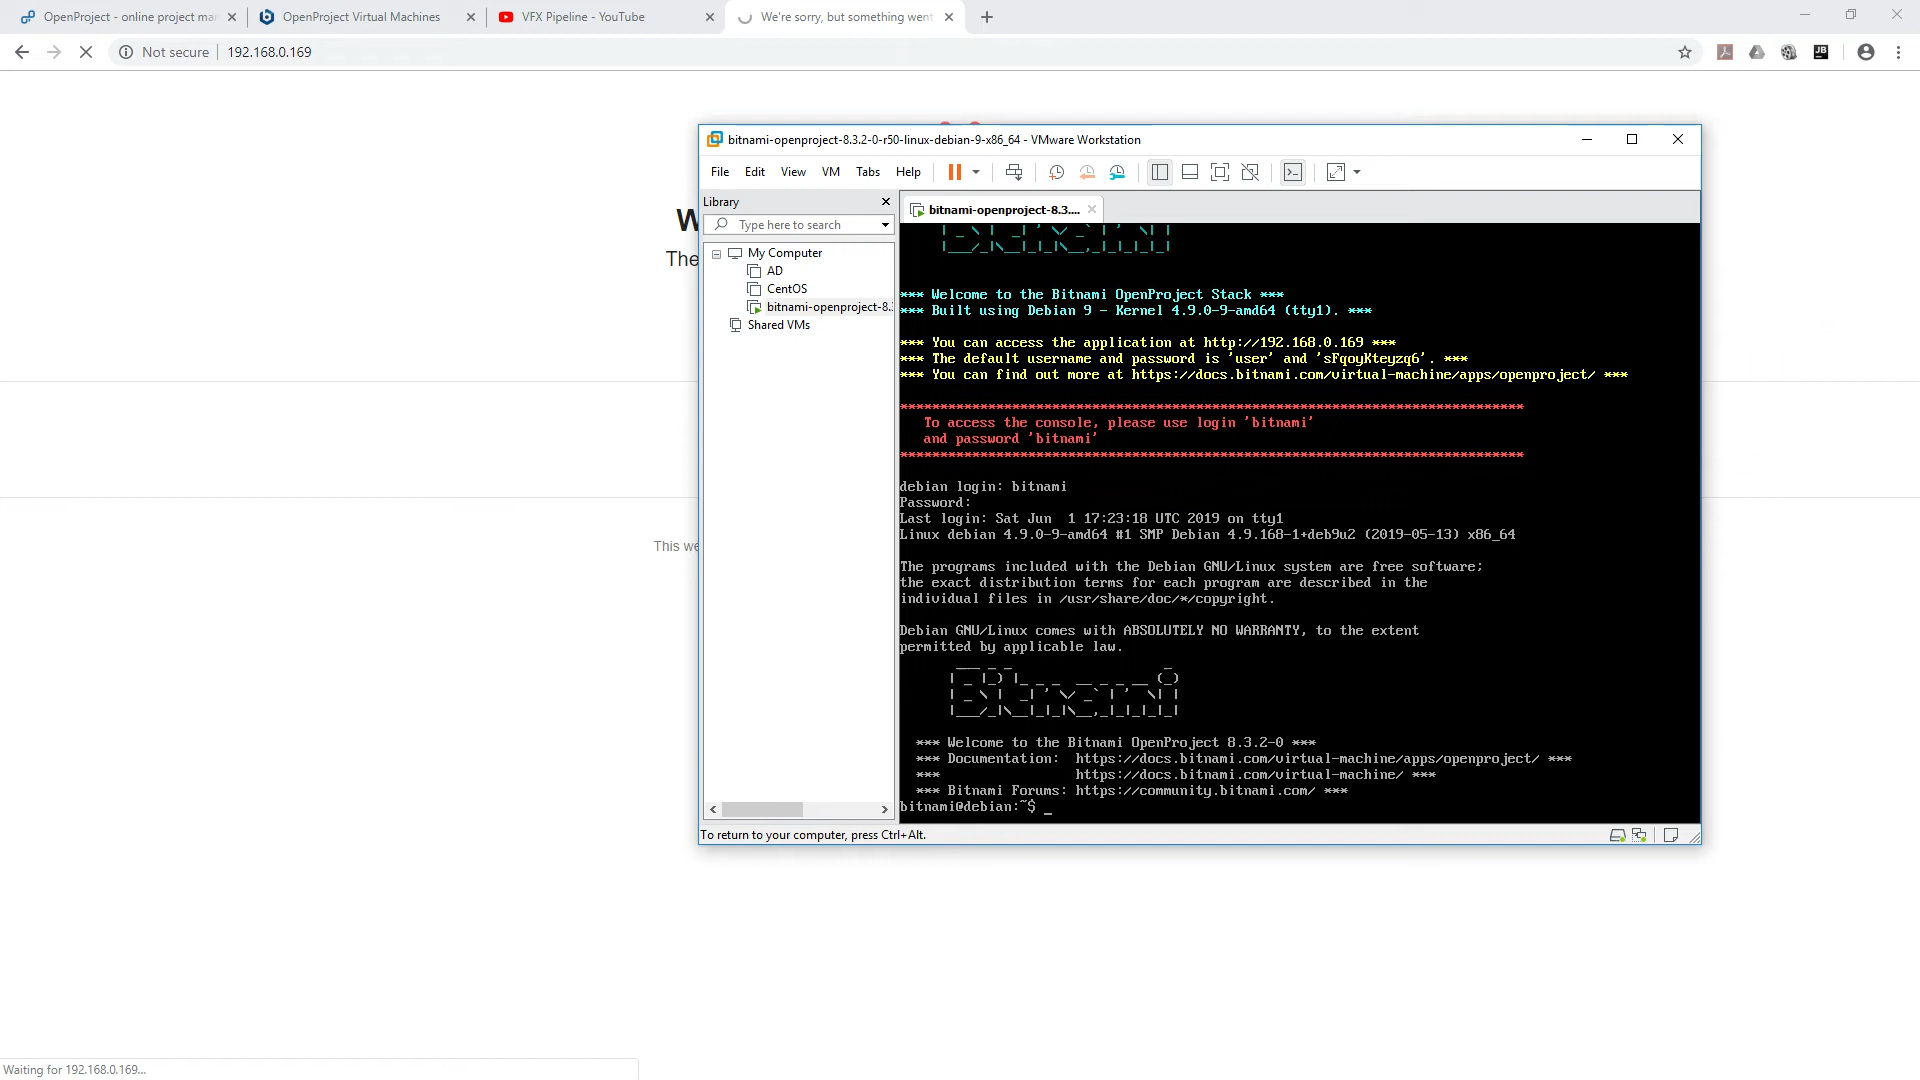 OpenProject - online project ma
OpenProject Virtual Machines
VFX Pipeline - YouTube
We're sorry, but something went
Not secure
192.168.0.169
JB
W
The
This we
Waiting for 192.168.0.169...
bitnami-openproject-8.3.2-0-r50-linux-debian-9-x86_64 - VMware Workstation
File Edit View VM Tabs Help
Library
Type here to search
My Computer
AD
CentOS
bitnami-openproject-8.
Shared VMs
bitnami-openproject-8.3....
*** Welcome to the Bitnami OpenProject Stack ***
*** Built using Debian 9 - Kernel 4.9.0-9-amd64 (tty1). ***
*** You can access the application at http://192.168.0.169 ***
*** The default username and password is 'user' and 'sFqoyKteyzq6'. ***
*** You can find out more at https://docs.bitnami.com/virtual-machine/apps/openproject/ ***
******************************************************************************
To access the console, please use login 'bitnami'
and password 'bitnami'
******************************************************************************
debian login: bitnami
Password:
Last login: Sat Jun  1 17:23:18 UTC 2019 on tty1
Linux debian 4.9.0-9-amd64 #1 SMP Debian 4.9.168-1+deb9u2 (2019-05-13) x86_64
The programs included with the Debian GNU/Linux system are free software;
the exact distribution terms for each program are described in the
individual files in /usr/share/doc/*/copyright.
Debian GNU/Linux comes with ABSOLUTELY NO WARRANTY, to the extent
permitted by applicable law.
Bitnami
*** Welcome to the Bitnami OpenProject 8.3.2-0 ***
*** Documentation:  https://docs.bitnami.com/virtual-machine/apps/openproject/ ***
***                 https://docs.bitnami.com/virtual-machine/ ***
*** Bitnami Forums: https://community.bitnami.com/ ***
bitnami@debian:~$ _
To return to your computer, press Ctrl+Alt.